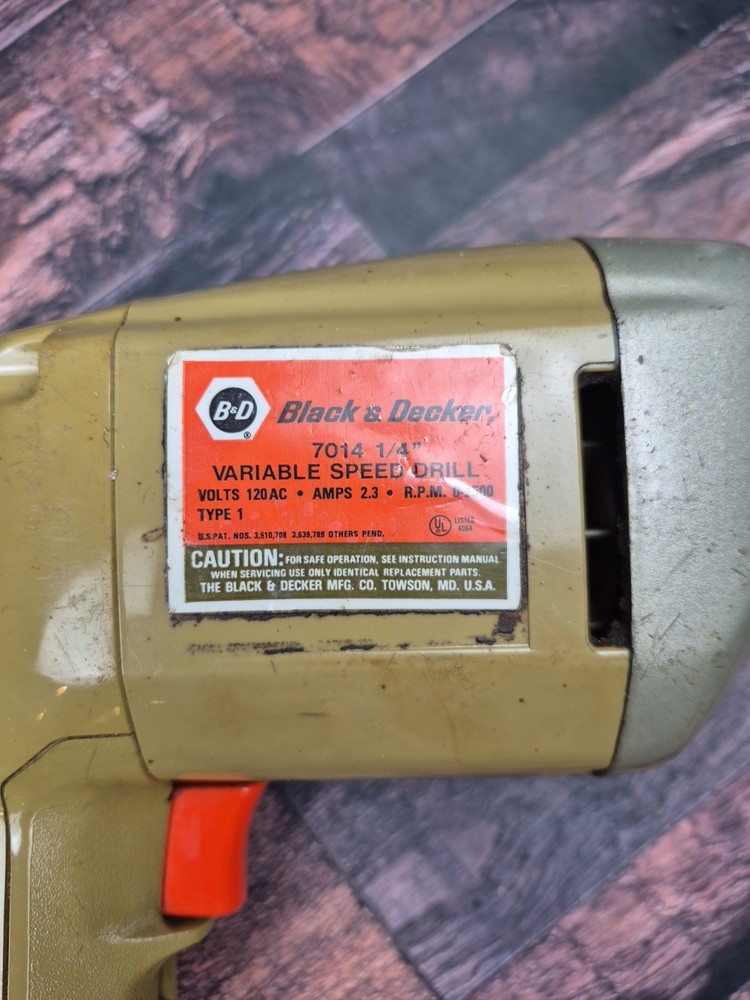 B&D ® Black & Decker®
7014 1/4"
VARIABLE SPEED DRILL
VOLTS 120AC • AMPS 2.3 • R.P.M.
TYPE 1
U.S.PAT. NOS. 3,510,708 3,639,789 OTHERS PEND.
UL LISTED
CAUTION: FOR SAFE OPERATION, SEE INSTRUCTION MANUAL
WHEN SERVICING USE ONLY IDENTICAL REPLACEMENT PARTS.
THE BLACK & DECKER MFG. CO. TOWSON, MD. U.S.A.